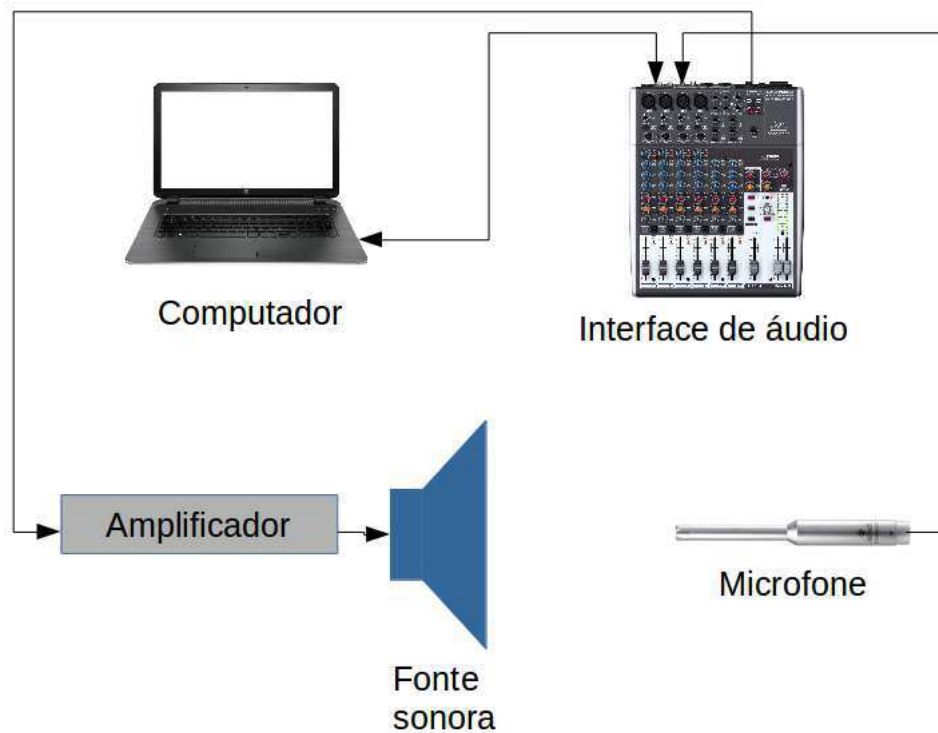 Computador
Interface de áudio
Amplificador
Microfone
Fonte
sonora